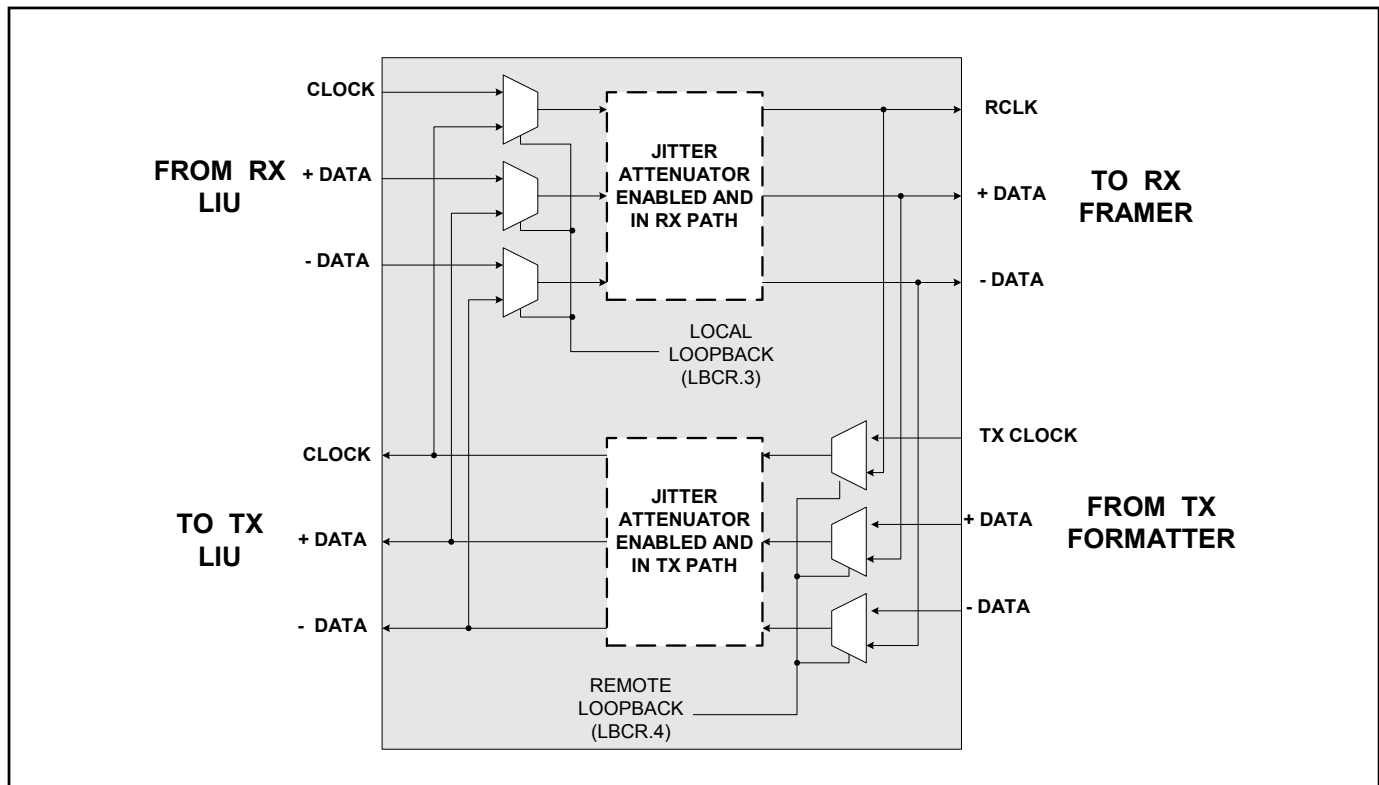 CLOCK
FROM RX
LIU
+ DATA
- DATA
JITTER
ATTENUATOR
ENABLED AND
IN RX PATH
RCLK
+ DATA
- DATA
TO RX
FRAMER
LOCAL
LOOPBACK
(LBCR.3)
CLOCK
TO TX
LIU
+ DATA
- DATA
JITTER
ATTENUATOR
ENABLED AND
IN TX PATH
TX CLOCK
+ DATA
- DATA
FROM TX
FORMATTER
REMOTE
LOOPBACK
(LBCR.4)